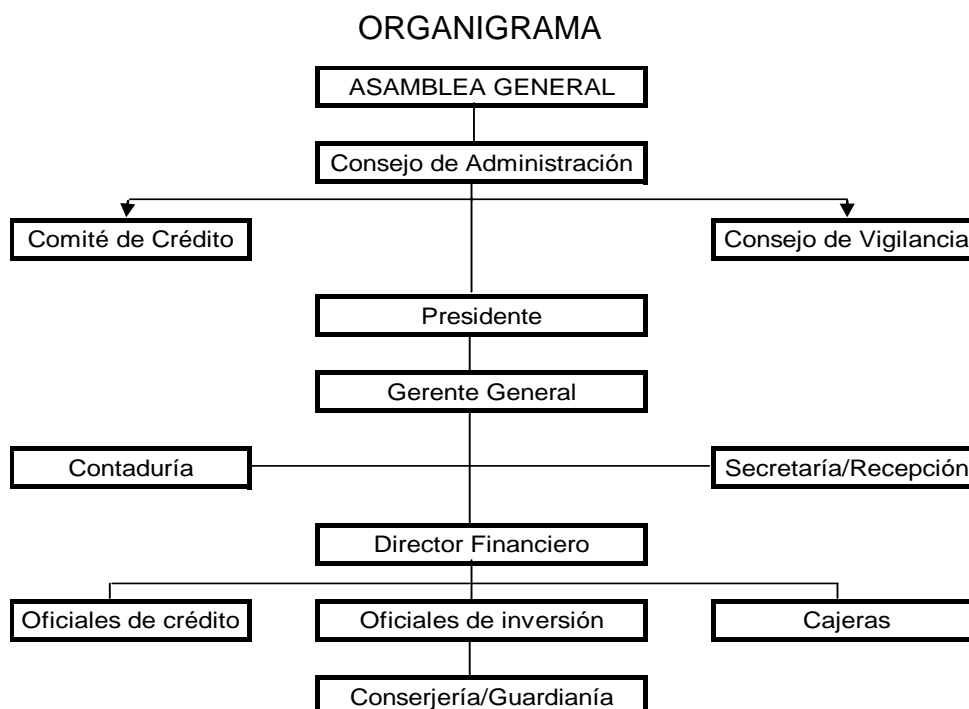 ORGANIGRAMA
ASAMBLEA GENERAL
Consejo de Administración
Comité de Crédito
Consejo de Vigilancia
Presidente
Gerente General
Contaduría
Secretaría/Recepción
Director Financiero
Oficiales de crédito
Oficiales de inversión
Cajeras
Conserjería/Guardianía